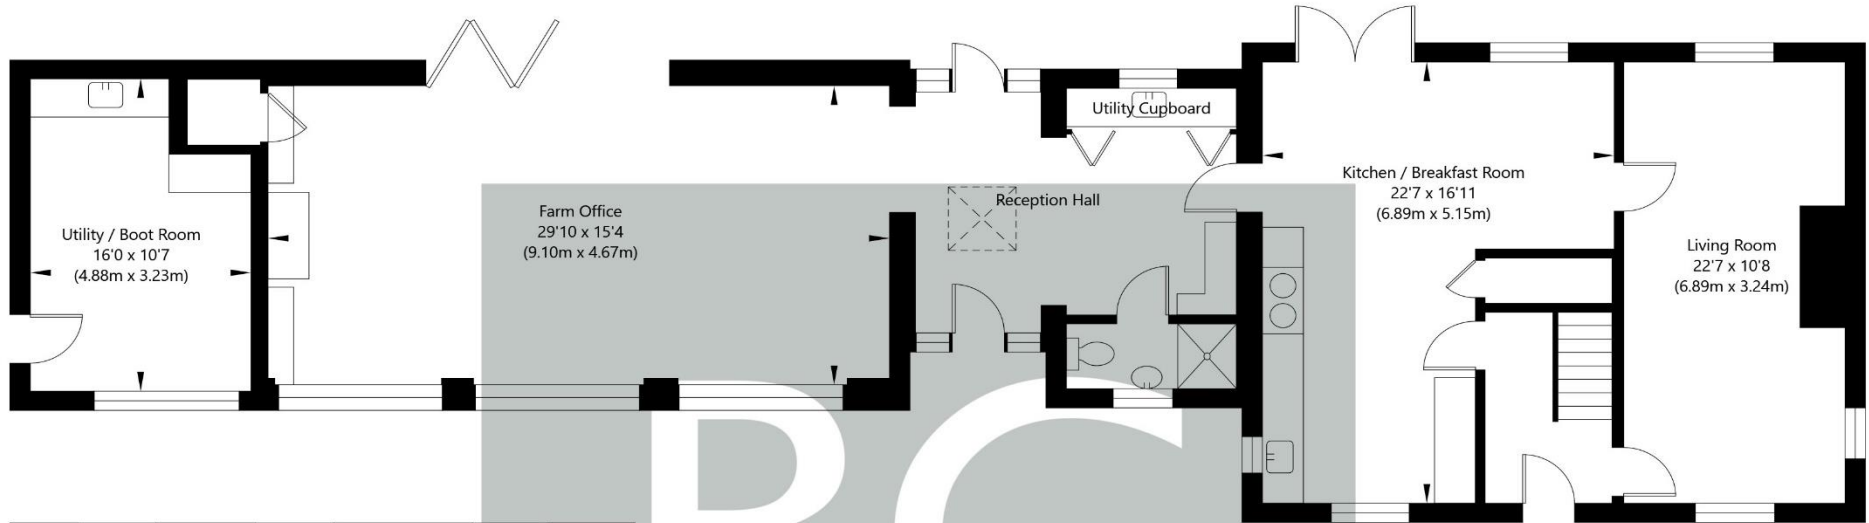 Utility / Boot Room
16'0 x 10'7
(4.88m x 3.23m)
Farm Office
29'10 x 15'4
(9.10m x 4.67m)
Reception Hall
Utility Cupboard
Kitchen / Breakfast Room
22'7 x 16'11
(6.89m x 5.15m)
Living Room
22'7 x 10'8
(6.89m x 3.24m)